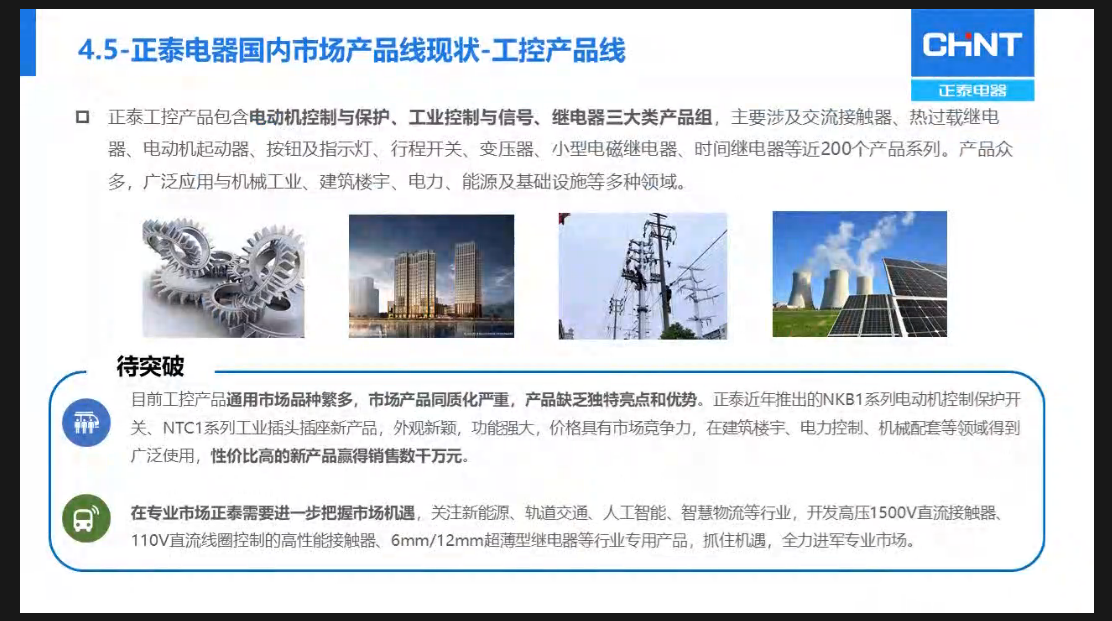 4.5-正泰电器国内市场产品线现状-工控产品线
CHNT
正泰电器
正泰工控产品包含电动机控制与保护、工业控制与信号、继电器三大类产品组，主要涉及交流接触器、热过载继电
器、电动机起动器、按钮及指示灯、行程开关、变压器、小型电磁继电器、时间继电器等近200个产品系列。产品众
多，广泛应用与机械工业、建筑楼宇、电力、能源及基础设施等多种领域。
待突破
目前工控产品通用市场品种繁多，市场产品同质化严重，产品缺乏独特亮点和优势。正泰近年推出的NKB1系列电动机控制保护开
关、NTC1系列工业插头插座新产品，外观新颖，功能强大，价格具有市场竞争力，在建筑楼宇、电力控制、机械配套等领域得到
广泛使用，性价比高的新产品赢得销售数千万元。
在专业市场正泰需要进一步把握市场机遇，关注新能源、轨道交通、人工智能、智慧物流等行业，开发高压1500V直流接触器、
110V直流线圈控制的高性能接触器、6mm/12mm超薄型继电器等行业专用产品，抓住机遇，全力进军专业市场。